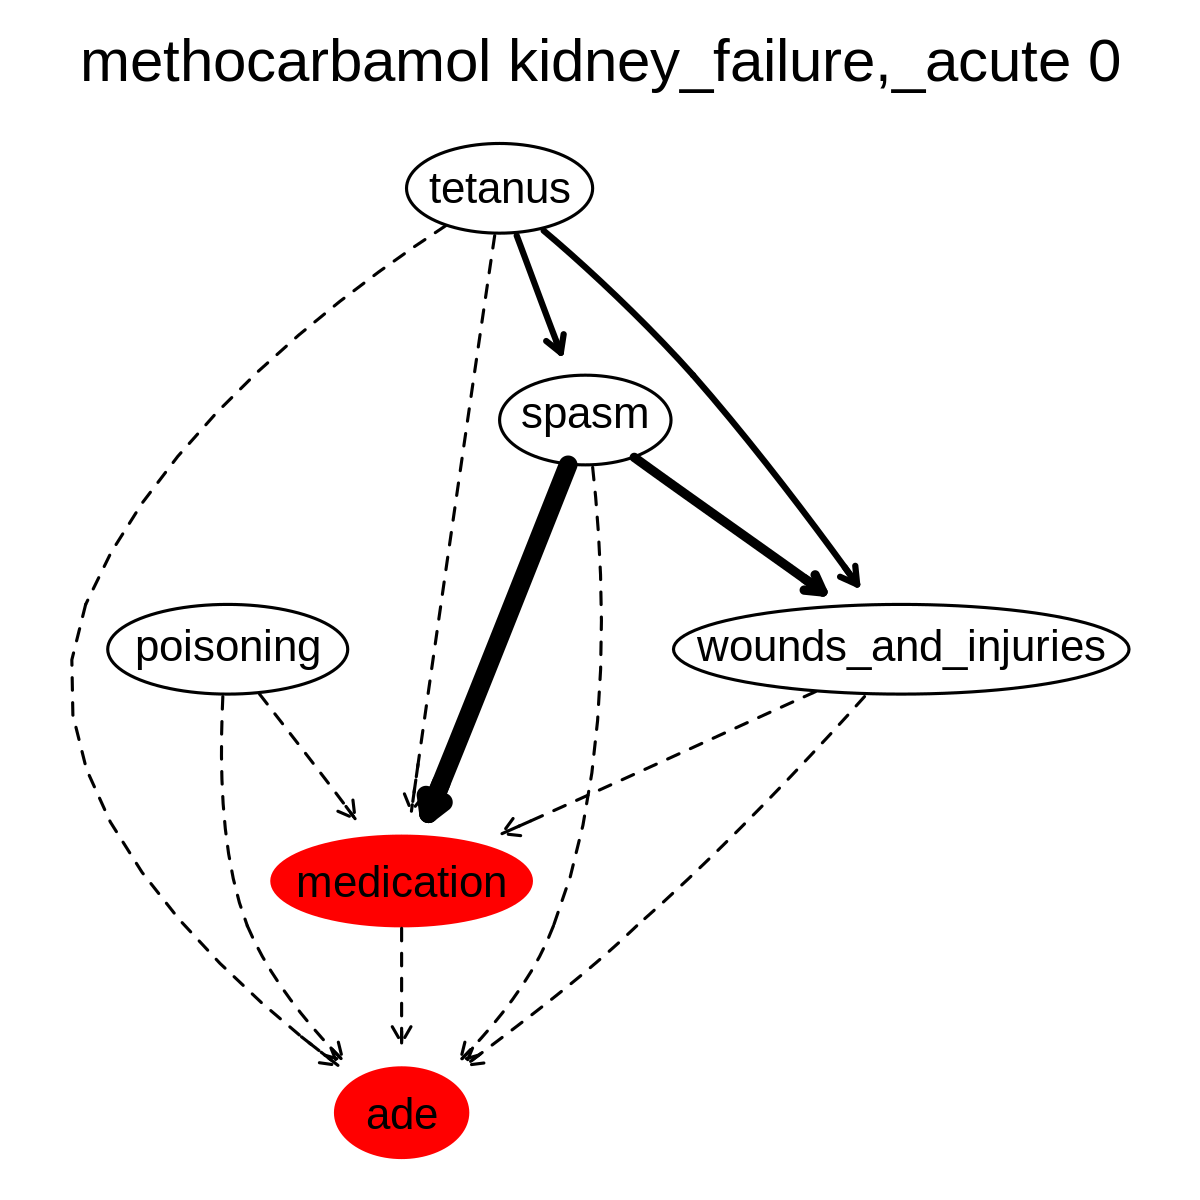 methocarbamol kidney_failure,_acute 0
tetanus
spasm
poisoning
wounds_and_injuries
medication
ade